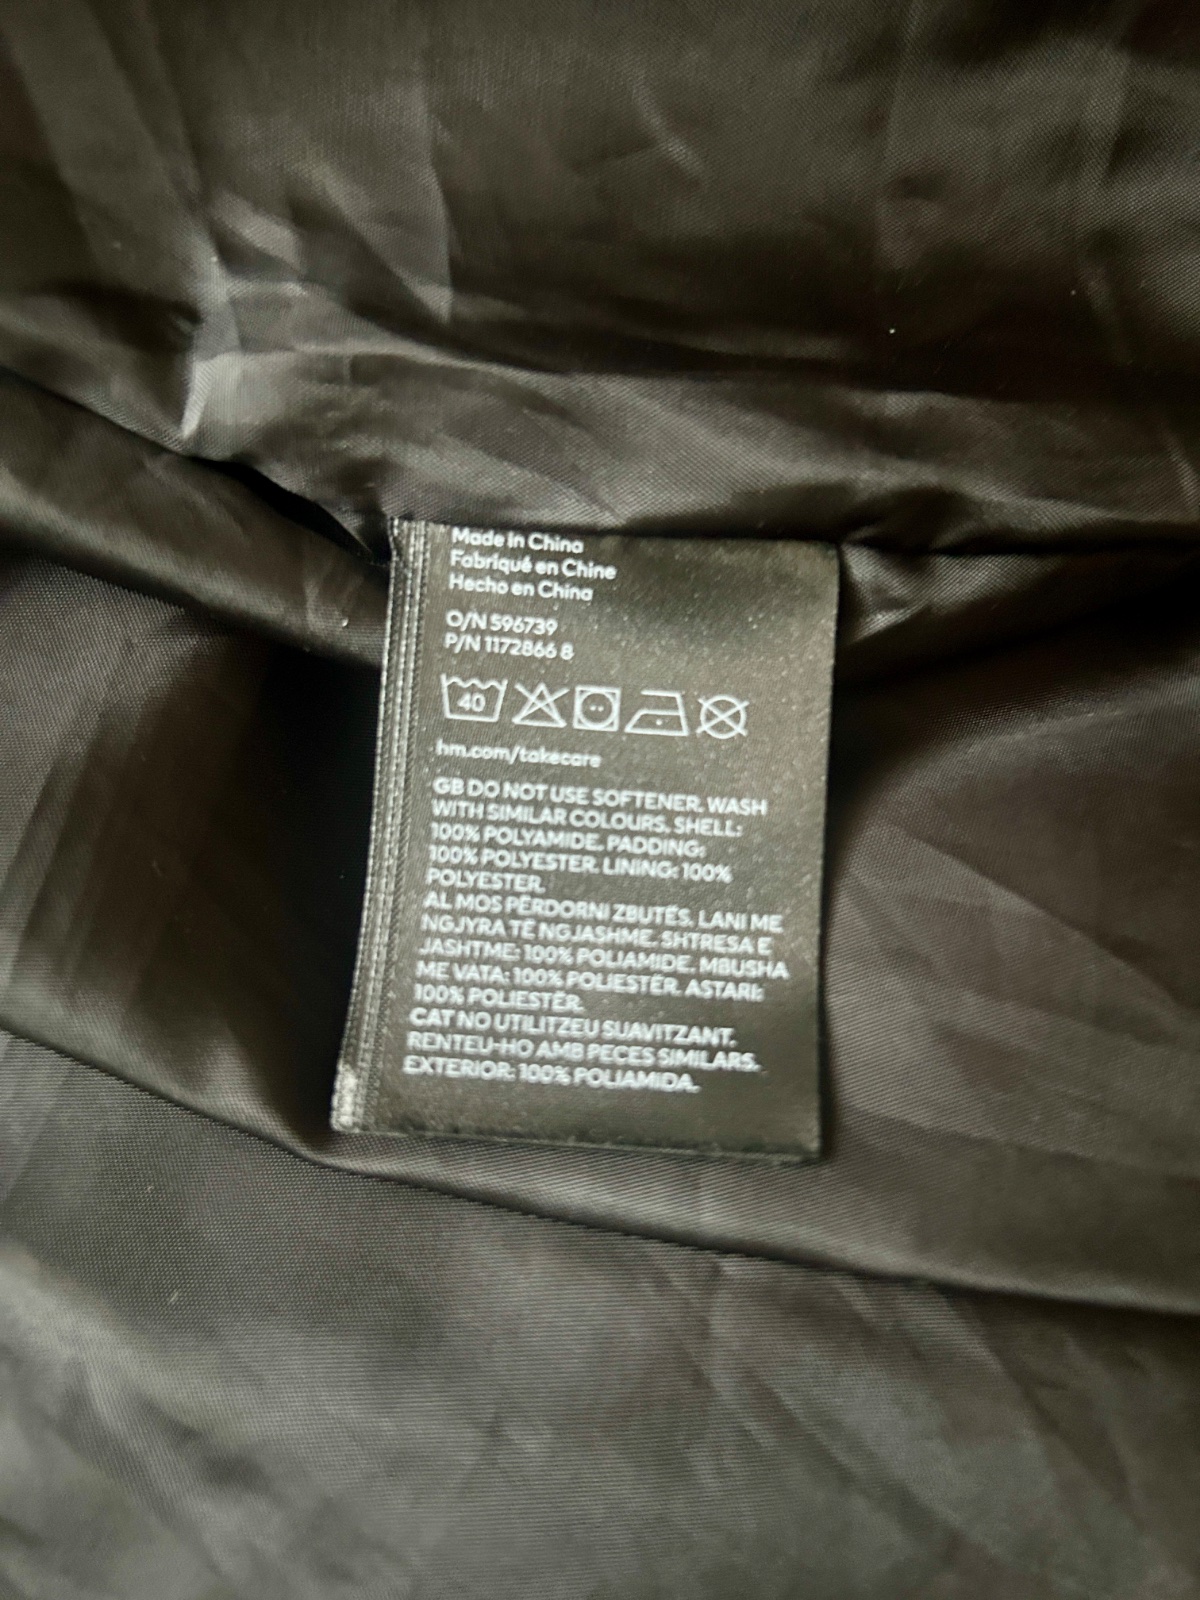 Made in China
Fabriqué en Chine
Hecho en China
O/N 596739
P/N 1172866 8
40
hm.com/takecare
GB DO NOT USE SOFTENER. WASH
WITH SIMILAR COLOURS. SHELL:
100% POLYAMIDE. PADDING:
100% POLYESTER. LINING: 100%
POLYESTER.
AL MOS PËRDORNI ZBUTËS. LANI ME
NGJYRA TË NGJASHME. SHTRESA E
JASHTME: 100% POLIAMIDE. MBUSHA
ME VATA: 100% POLIESTËR. ASTARI:
100% POLIESTËR.
CAT NO UTILITZEU SUAVITZANT.
RENTEU-HO AMB PECES SIMILARS.
EXTERIOR: 100% POLIAMIDA.